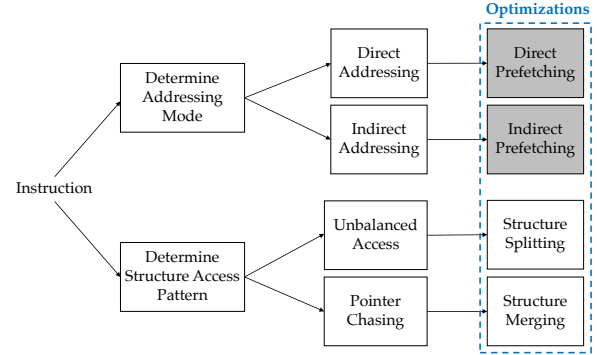 Optimizations
Direct
Addressing
Direct
Prefetching
Determine
Addressing
Mode
Indirect
Addressing
Indirect
Prefetching
Instruction
Unbalanced
Access
Structure
Splitting
Determine
Structure Access
Pattern
Pointer
Chasing
Structure
Merging